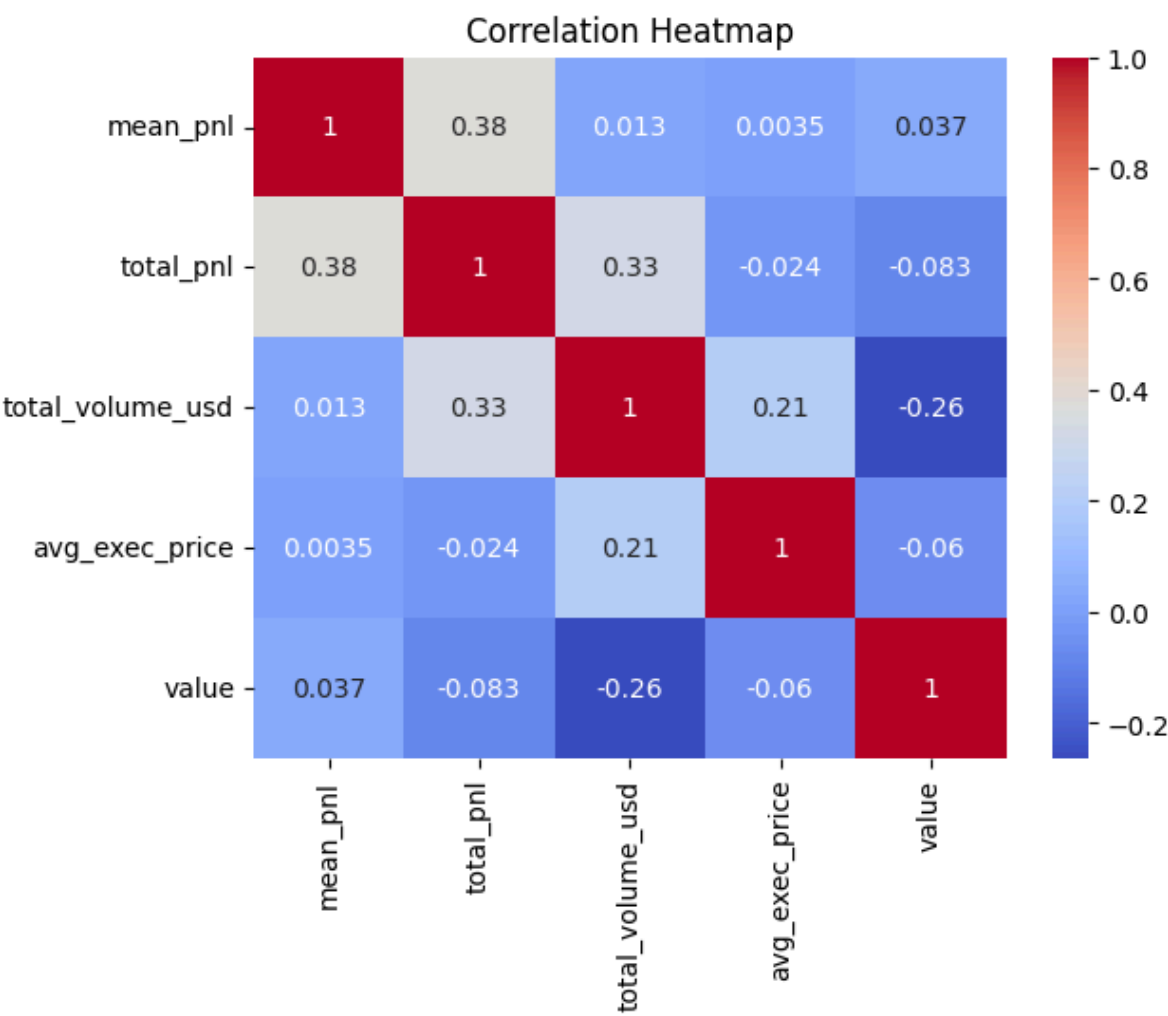 Correlation Heatmap
mean_pnl 1 0.38 0.013 0.0035 0.037
total_pnl 0.38 1 0.33 -0.024 -0.083
total_volume_usd 0.013 0.33 1 0.21 -0.26
avg_exec_price 0.0035 -0.024 0.21 1 -0.06
value 0.037 -0.083 -0.26 -0.06 1
mean_pnl
total_pnl
total_volume_usd
avg_exec_price
value
1.0
0.8
0.6
0.4
0.2
0.0
−0.2